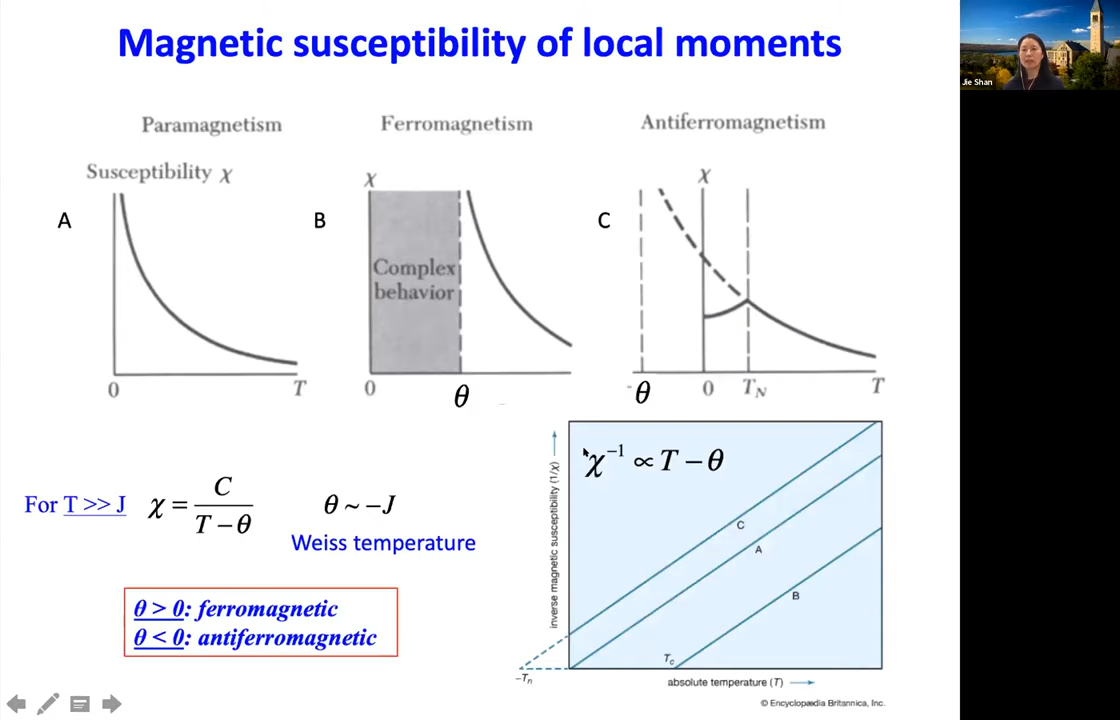 Magnetic susceptibility of local moments
Jie Shan
Paramagnetism
Susceptibility χ
A
0
T
Ferromagnetism
χ
B
Complex
behavior
0
θ
Antiferromagnetism
χ
C
-θ
0
T_N
T
For T >> J
χ = C / (T − θ)
θ ~ −J
Weiss temperature
θ > 0: ferromagnetic
θ < 0: antiferromagnetic
χ⁻¹ ∝ T − θ
inverse magnetic susceptibility (1/χ)
C
A
B
T_c
−T_n
absolute temperature (T)
© Encyclopædia Britannica, Inc.